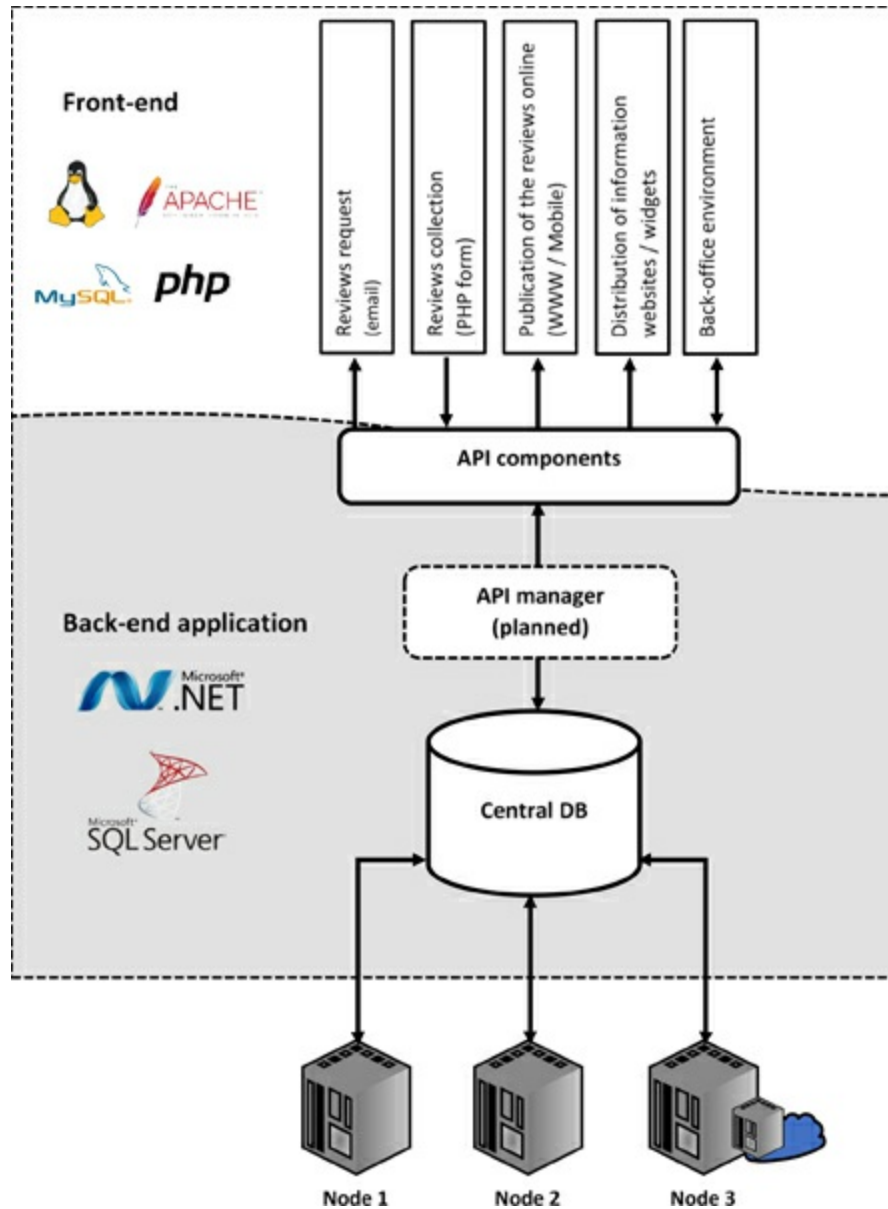 Front-end
THE
APACHE
MySQL
php
Reviews request
(email)
Reviews collection
(PHP form)
Publication of the reviews online
(WWW / Mobile)
Distribution of information
websites / widgets
Back-office environment
API components
API manager
(planned)
Back-end application
Microsoft®
.NET
Microsoft®
SQL Server
Central DB
Node 1
Node 2
Node 3